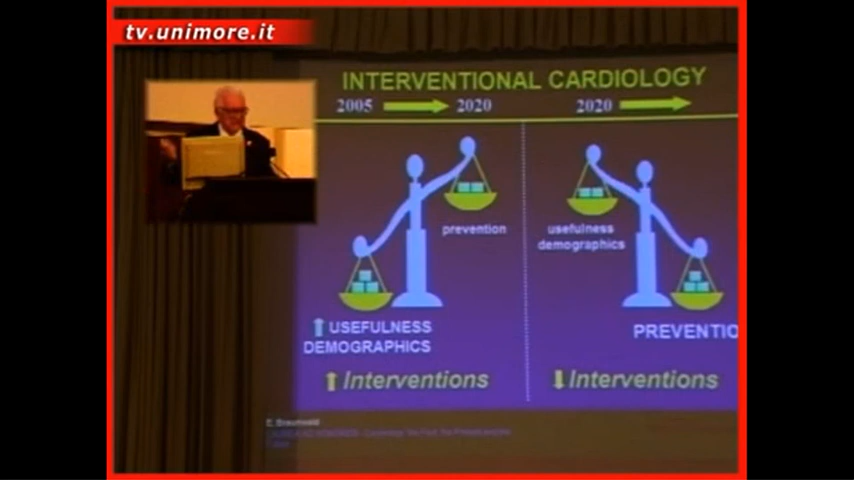 tv.unimore.it
INTERVENTIONAL CARDIOLOGY
2005 2020 2020
prevention
usefulness
demographics
USEFULNESS
DEMOGRAPHICS
PREVENTIO
Interventions
Interventions
E. Braunwald